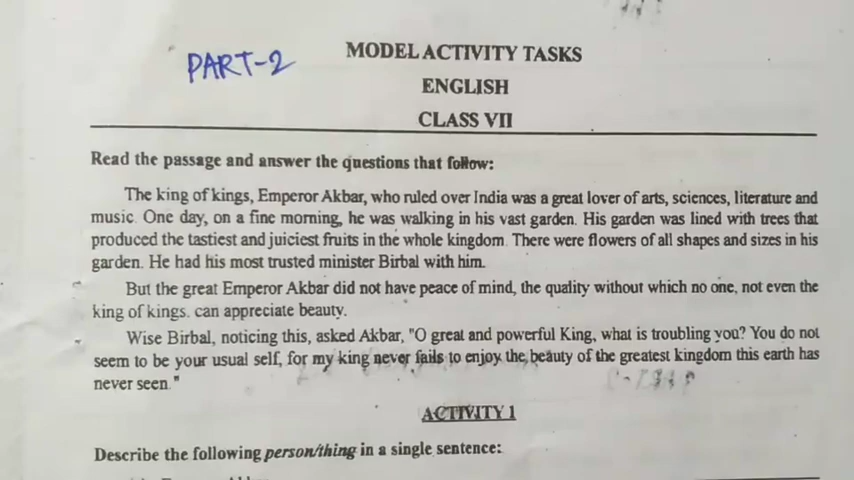 PART-2
MODEL ACTIVITY TASKS
ENGLISH
CLASS VII
Read the passage and answer the questions that follow:
The king of kings, Emperor Akbar, who ruled over India was a great lover of arts, sciences, literature and
music. One day, on a fine morning, he was walking in his vast garden. His garden was lined with trees that
produced the tastiest and juiciest fruits in the whole kingdom. There were flowers of all shapes and sizes in his
garden. He had his most trusted minister Birbal with him.
But the great Emperor Akbar did not have peace of mind, the quality without which no one, not even the
king of kings. can appreciate beauty.
Wise Birbal, noticing this, asked Akbar, "O great and powerful King, what is troubling you? You do not
seem to be your usual self, for my king never fails to enjoy the beauty of the greatest kingdom this earth has
never seen."
ACTIVITY 1
Describe the following person/thing in a single sentence: